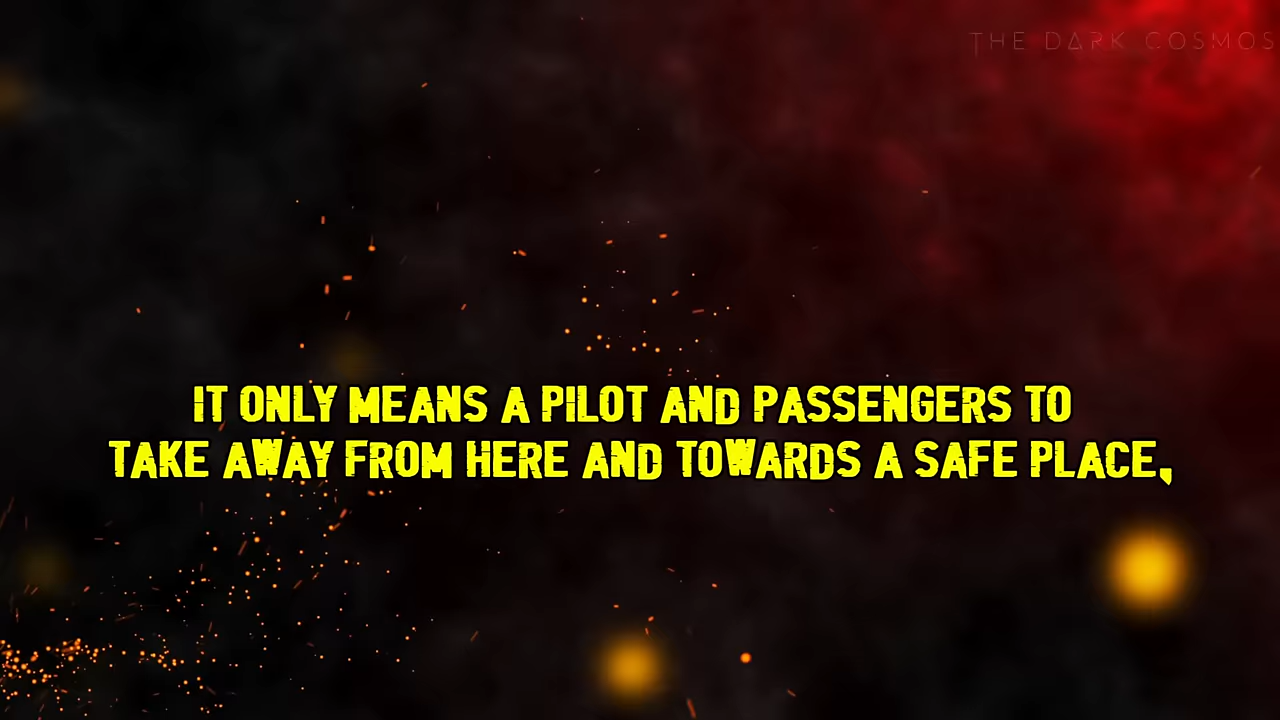 THE DARK COSMOS
IT ONLY MEANS A PILOT AND PASSENGERS TO
TAKE AWAY FROM HERE AND TOWARDS A SAFE PLACE,